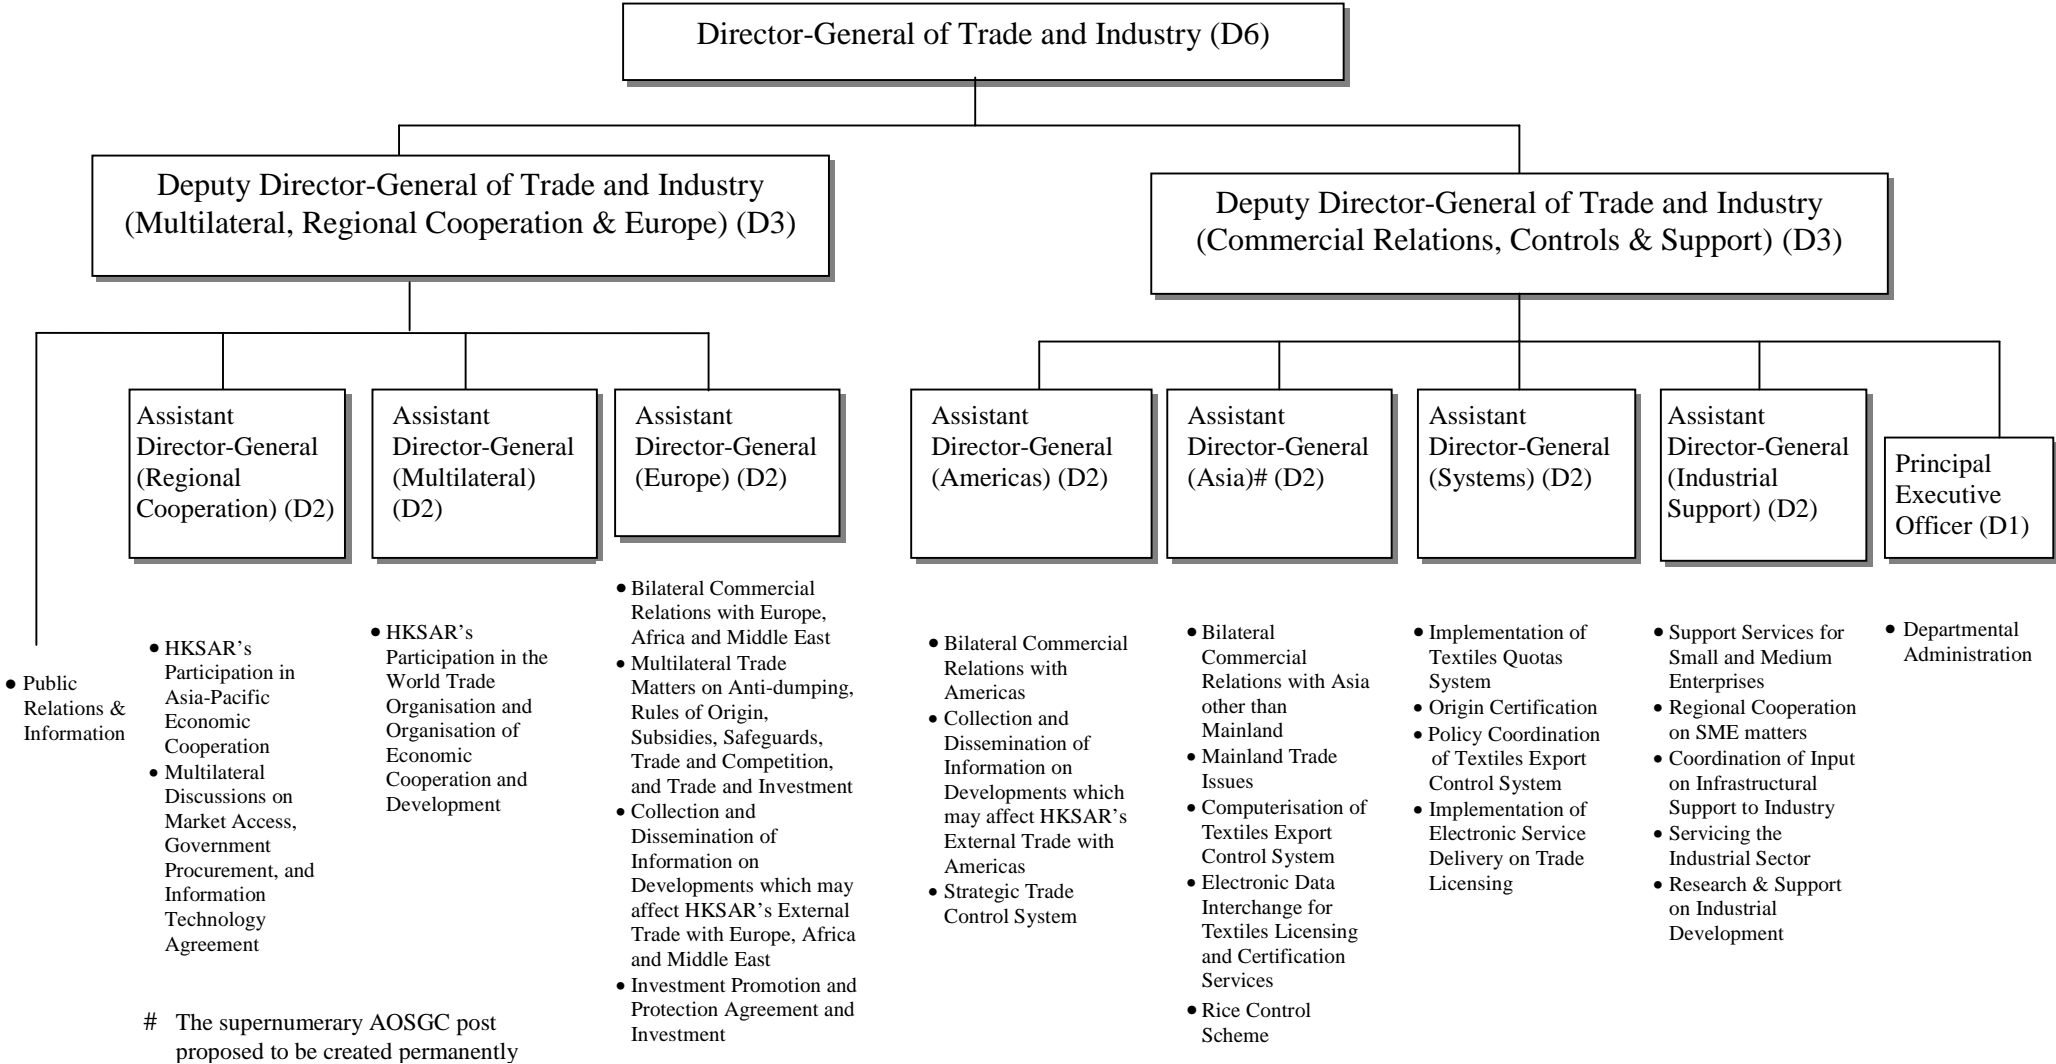 Director-General of Trade and Industry (D6)
Deputy Director-General of Trade and Industry
(Multilateral, Regional Cooperation & Europe) (D3)
Deputy Director-General of Trade and Industry
(Commercial Relations, Controls & Support) (D3)
Assistant
Director-General
(Regional
Cooperation) (D2)
Assistant
Director-General
(Multilateral)
(D2)
Assistant
Director-General
(Europe) (D2)
Assistant
Director-General
(Americas) (D2)
Assistant
Director-General
(Asia)# (D2)
Assistant
Director-General
(Systems) (D2)
Assistant
Director-General
(Industrial
Support) (D2)
Principal
Executive
Officer (D1)
• Public
Relations &
Information
• HKSAR’s
Participation in
Asia-Pacific
Economic
Cooperation
• Multilateral
Discussions on
Market Access,
Government
Procurement, and
Information
Technology
Agreement
• HKSAR’s
Participation in the
World Trade
Organisation and
Organisation of
Economic
Cooperation and
Development
• Bilateral Commercial
Relations with Europe,
Africa and Middle East
• Multilateral Trade
Matters on Anti-dumping,
Rules of Origin,
Subsidies, Safeguards,
Trade and Competition,
and Trade and Investment
• Collection and
Dissemination of
Information on
Developments which may
affect HKSAR’s External
Trade with Europe, Africa
and Middle East
• Investment Promotion and
Protection Agreement and
Investment
• Bilateral Commercial
Relations with
Americas
• Collection and
Dissemination of
Information on
Developments which
may affect HKSAR’s
External Trade with
Americas
• Strategic Trade
Control System
• Bilateral
Commercial
Relations with Asia
other than
Mainland
• Mainland Trade
Issues
• Computerisation of
Textiles Export
Control System
• Electronic Data
Interchange for
Textiles Licensing
and Certification
Services
• Rice Control
Scheme
• Implementation of
Textiles Quotas
System
• Origin Certification
• Policy Coordination
of Textiles Export
Control System
• Implementation of
Electronic Service
Delivery on Trade
Licensing
• Support Services for
Small and Medium
Enterprises
• Regional Cooperation
on SME matters
• Coordination of Input
on Infrastructural
Support to Industry
• Servicing the
Industrial Sector
• Research & Support
on Industrial
Development
• Departmental
Administration
# The supernumerary AOSGC post
proposed to be created permanently